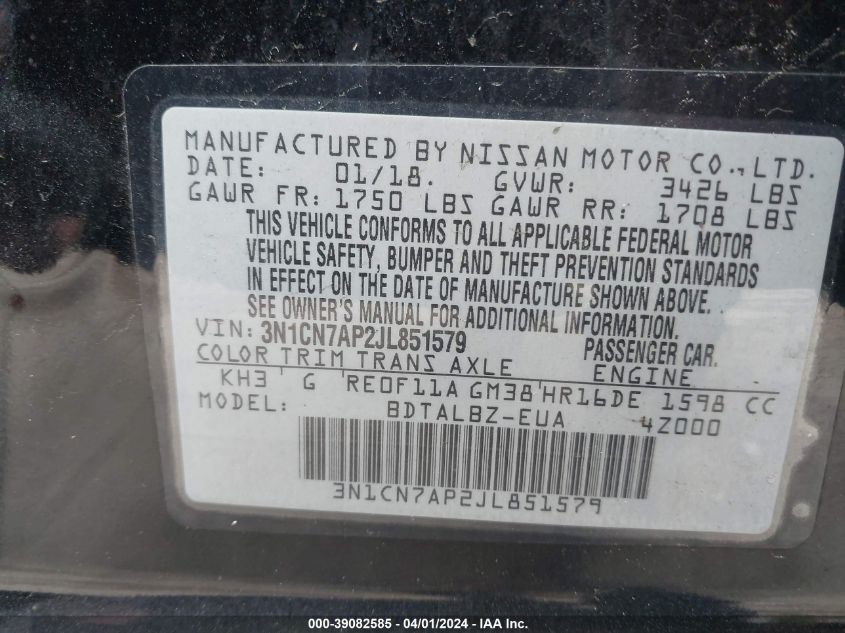 MANUFACTURED BY NISSAN MOTOR CO., LTD.
DATE: 01/18. GVWR: 3426 LBS
GAWR FR: 1750 LBS GAWR RR: 1708 LBS
THIS VEHICLE CONFORMS TO ALL APPLICABLE FEDERAL MOTOR
VEHICLE SAFETY, BUMPER AND THEFT PREVENTION STANDARDS
IN EFFECT ON THE DATE OF MANUFACTURE SHOWN ABOVE.
SEE OWNER'S MANUAL FOR ADDITIONAL INFORMATION.
VIN: 3N1CN7AP2JL851579 PASSENGER CAR.
COLOR TRIM TRANS AXLE ENGINE
KH3 ' G 'RE0F11A GM38'HR16DE 1598 CC
MODEL: BDTALBZ-EUA 4Z000
3N1CN7AP2JL851579
000-39082585 - 04/01/2024 - IAA Inc.